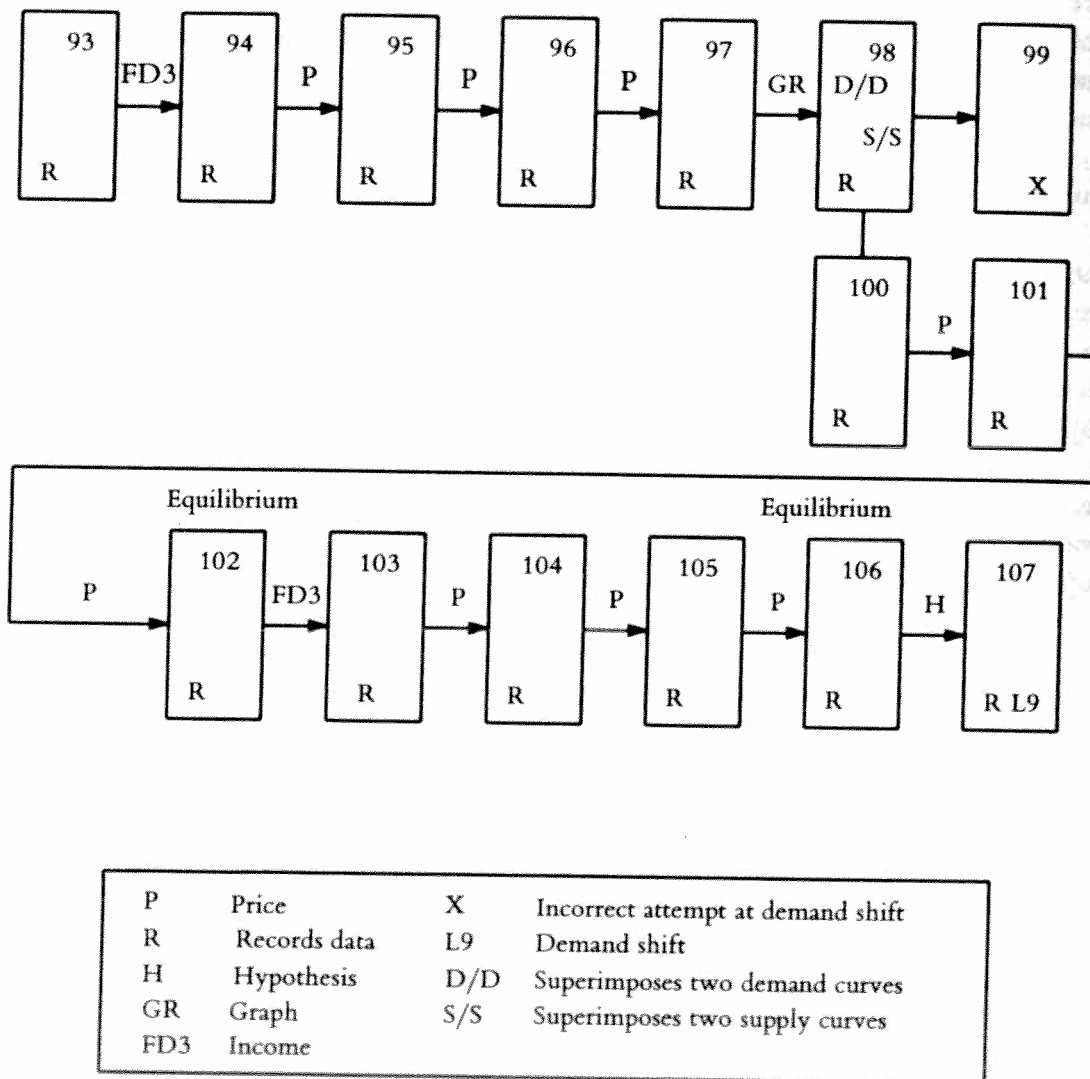 93 94 95 96 97 98 99
FD3 P P P GR D/D
S/S
R R R R R R X
100 101
P
R R
Equilibrium Equilibrium
102 103 104 105 106 107
P FD3 P P P H
R R R R R R L9
P Price X Incorrect attempt at demand shift
R Records data L9 Demand shift
H Hypothesis D/D Superimposes two demand curves
GR Graph S/S Superimposes two supply curves
FD3 Income